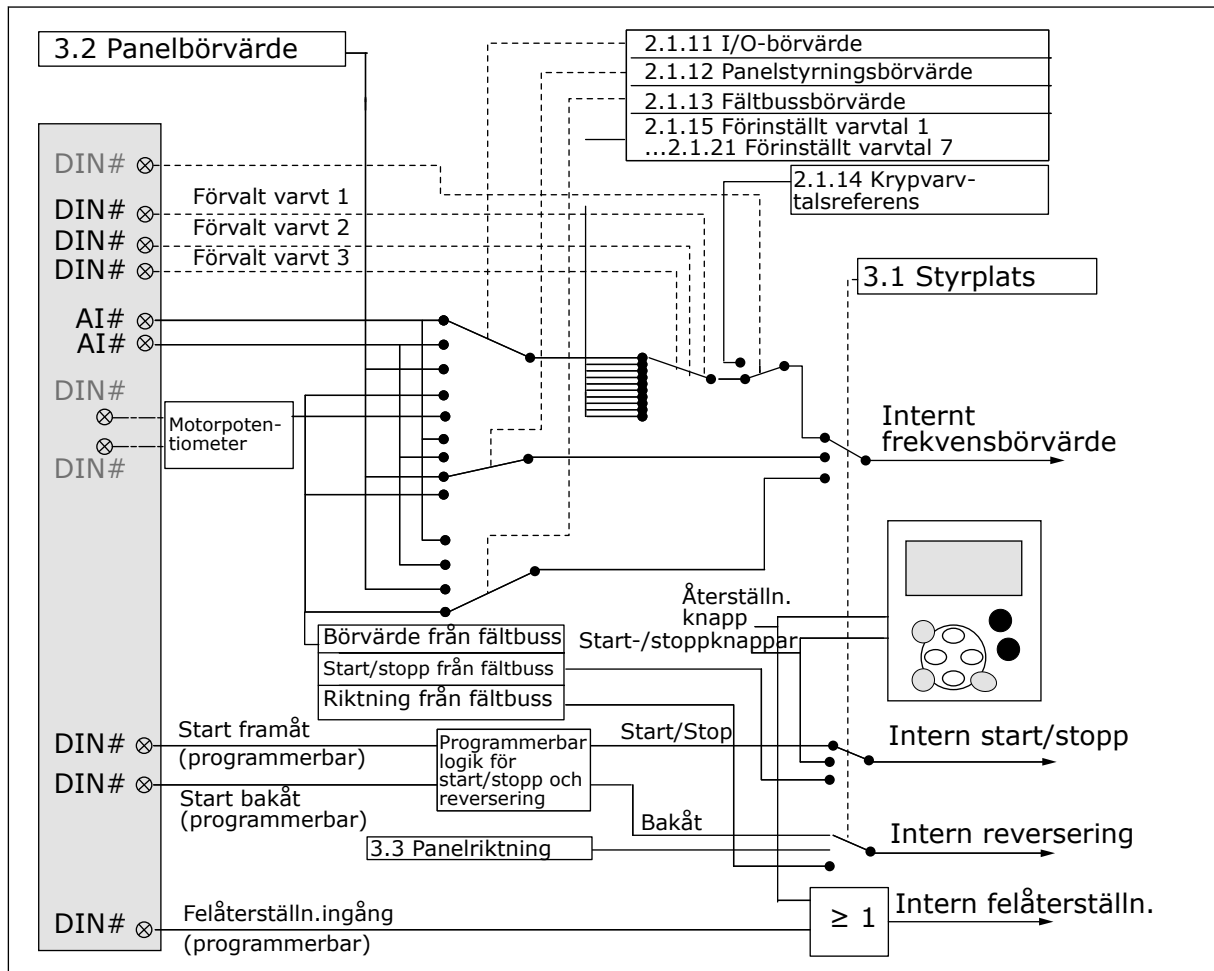 3.2 Panelbörvärde
2.1.11 I/O-börvärde
2.1.12 Panelstyrningsbörvärde
2.1.13 Fältbussbörvärde
2.1.15 Förinställt varvtal 1
...2.1.21 Förinställt varvtal 7
2.1.14 Krypvarv-
talsreferens
3.1 Styrplats
DIN#
DIN#
Förvalt varvt 1
DIN#
Förvalt varvt 2
DIN#
Förvalt varvt 3
AI#
AI#
DIN#
Motorpoten-
tiometer
DIN#
Internt
frekvensbörvärde
Återställn.
knapp
Start-/stoppknappar
Börvärde från fältbuss
Start/stopp från fältbuss
Riktning från fältbuss
DIN#
Start framåt
(programmerbar)
DIN#
Start bakåt
(programmerbar)
Programmerbar
logik för
start/stopp och
reversering
Start/Stop
Intern start/stopp
Bakåt
3.3 Panelriktning
Intern reversering
DIN#
Felåterställn.ingång
(programmerbar)
≥ 1
Intern felåterställn.